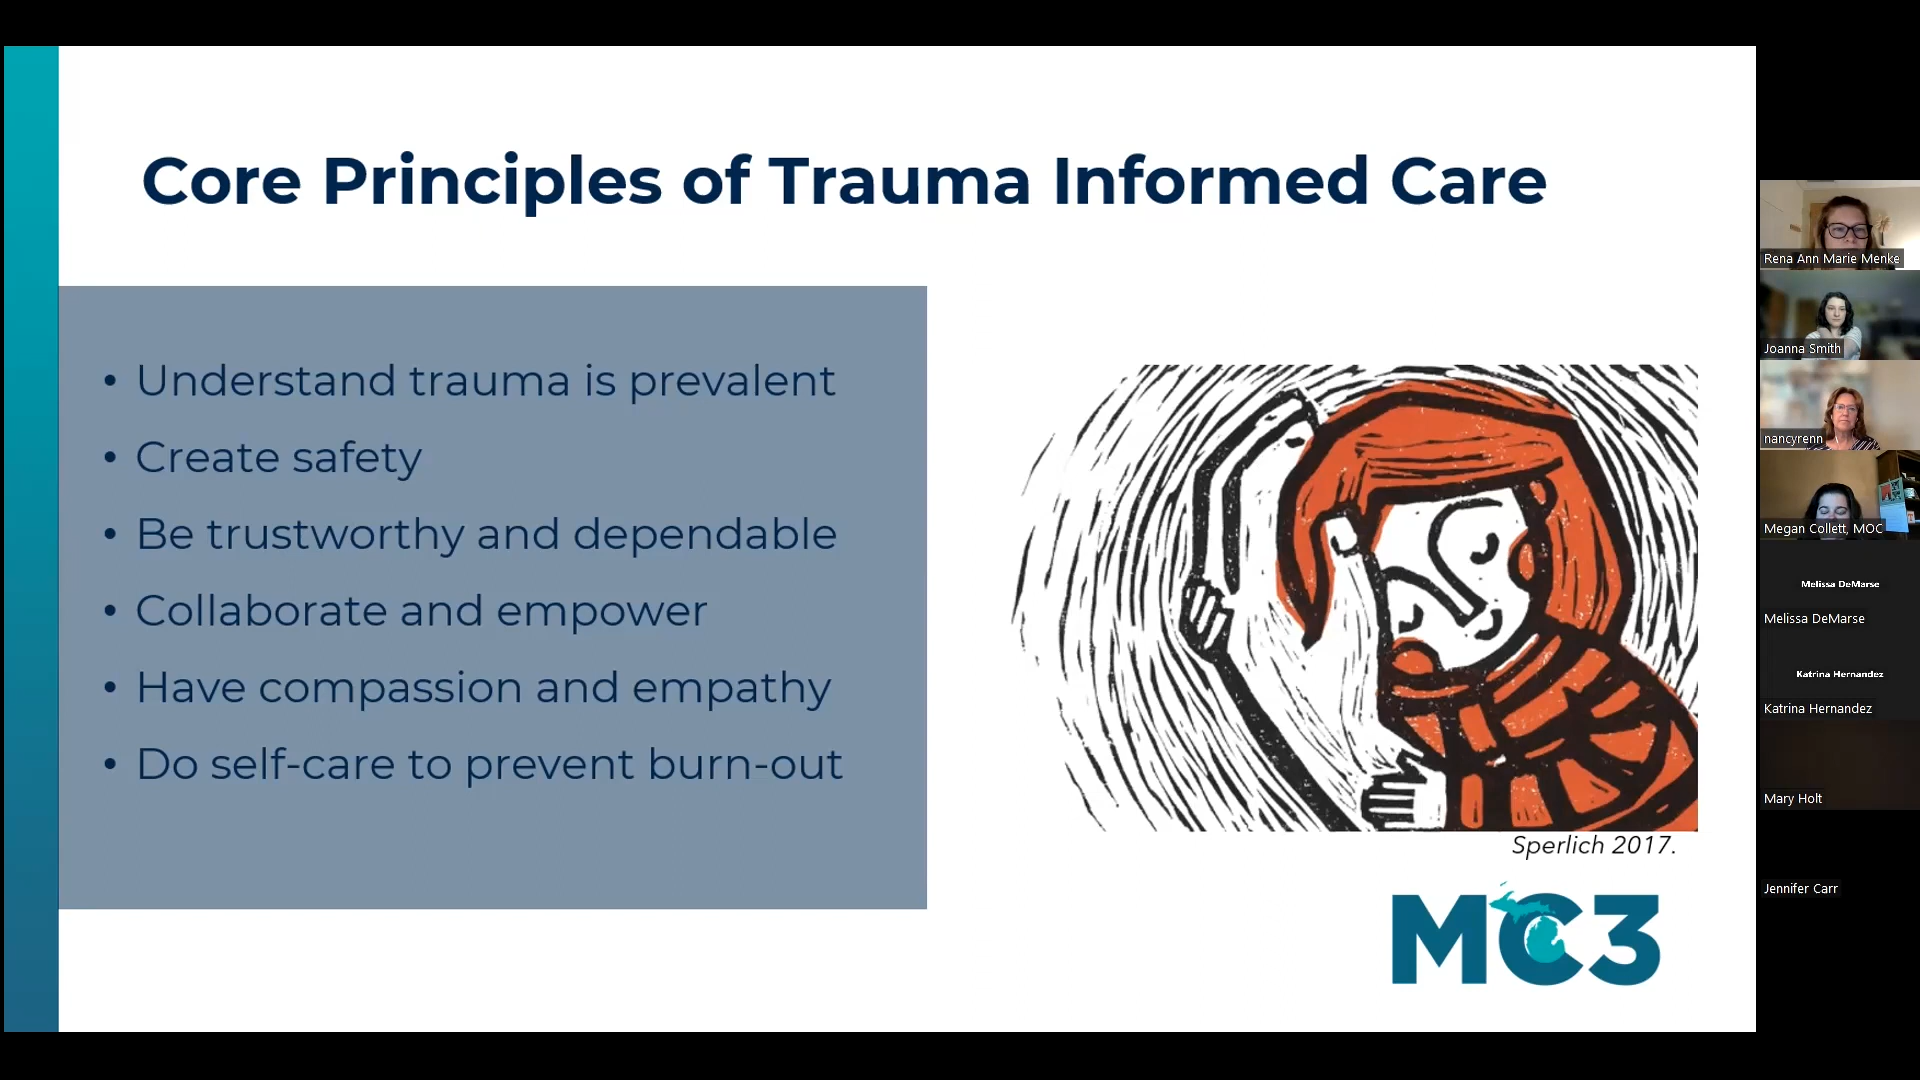 Core Principles of Trauma Informed Care
• Understand trauma is prevalent
• Create safety
• Be trustworthy and dependable
• Collaborate and empower
• Have compassion and empathy
• Do self-care to prevent burn-out
Sperlich 2017.
MC3
Rena Ann Marie Menke
Joanna Smith
nancyrenn
Megan Collett, MOC
Melissa DeMarse
Melissa DeMarse
Katrina Hernandez
Katrina Hernandez
Mary Holt
Jennifer Carr